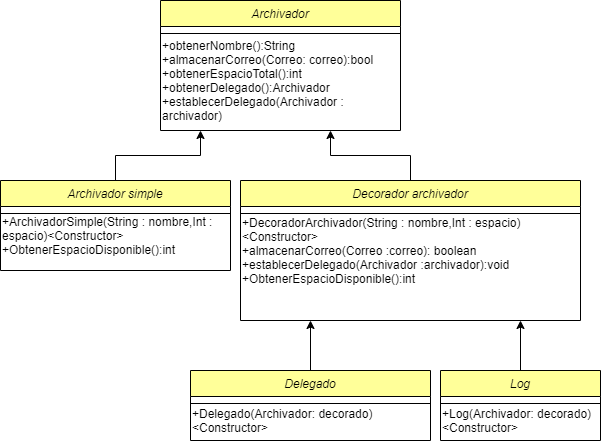 Archivador
+obtenerNombre():String
+almacenarCorreo(Correo: correo):bool
+obtenerEspacioTotal():int
+obtenerDelegado():Archivador
+establecerDelegado(Archivador :
archivador)
Archivador simple
+ArchivadorSimple(String : nombre,Int :
espacio)<Constructor>
+ObtenerEspacioDisponible():int
Decorador archivador
+DecoradorArchivador(String : nombre,Int : espacio)
<Constructor>
+almacenarCorreo(Correo :correo): boolean
+establecerDelegado(Archivador :archivador):void
+ObtenerEspacioDisponible():int
Delegado
+Delegado(Archivador: decorado)
<Constructor>
Log
+Log(Archivador: decorado)
<Constructor>